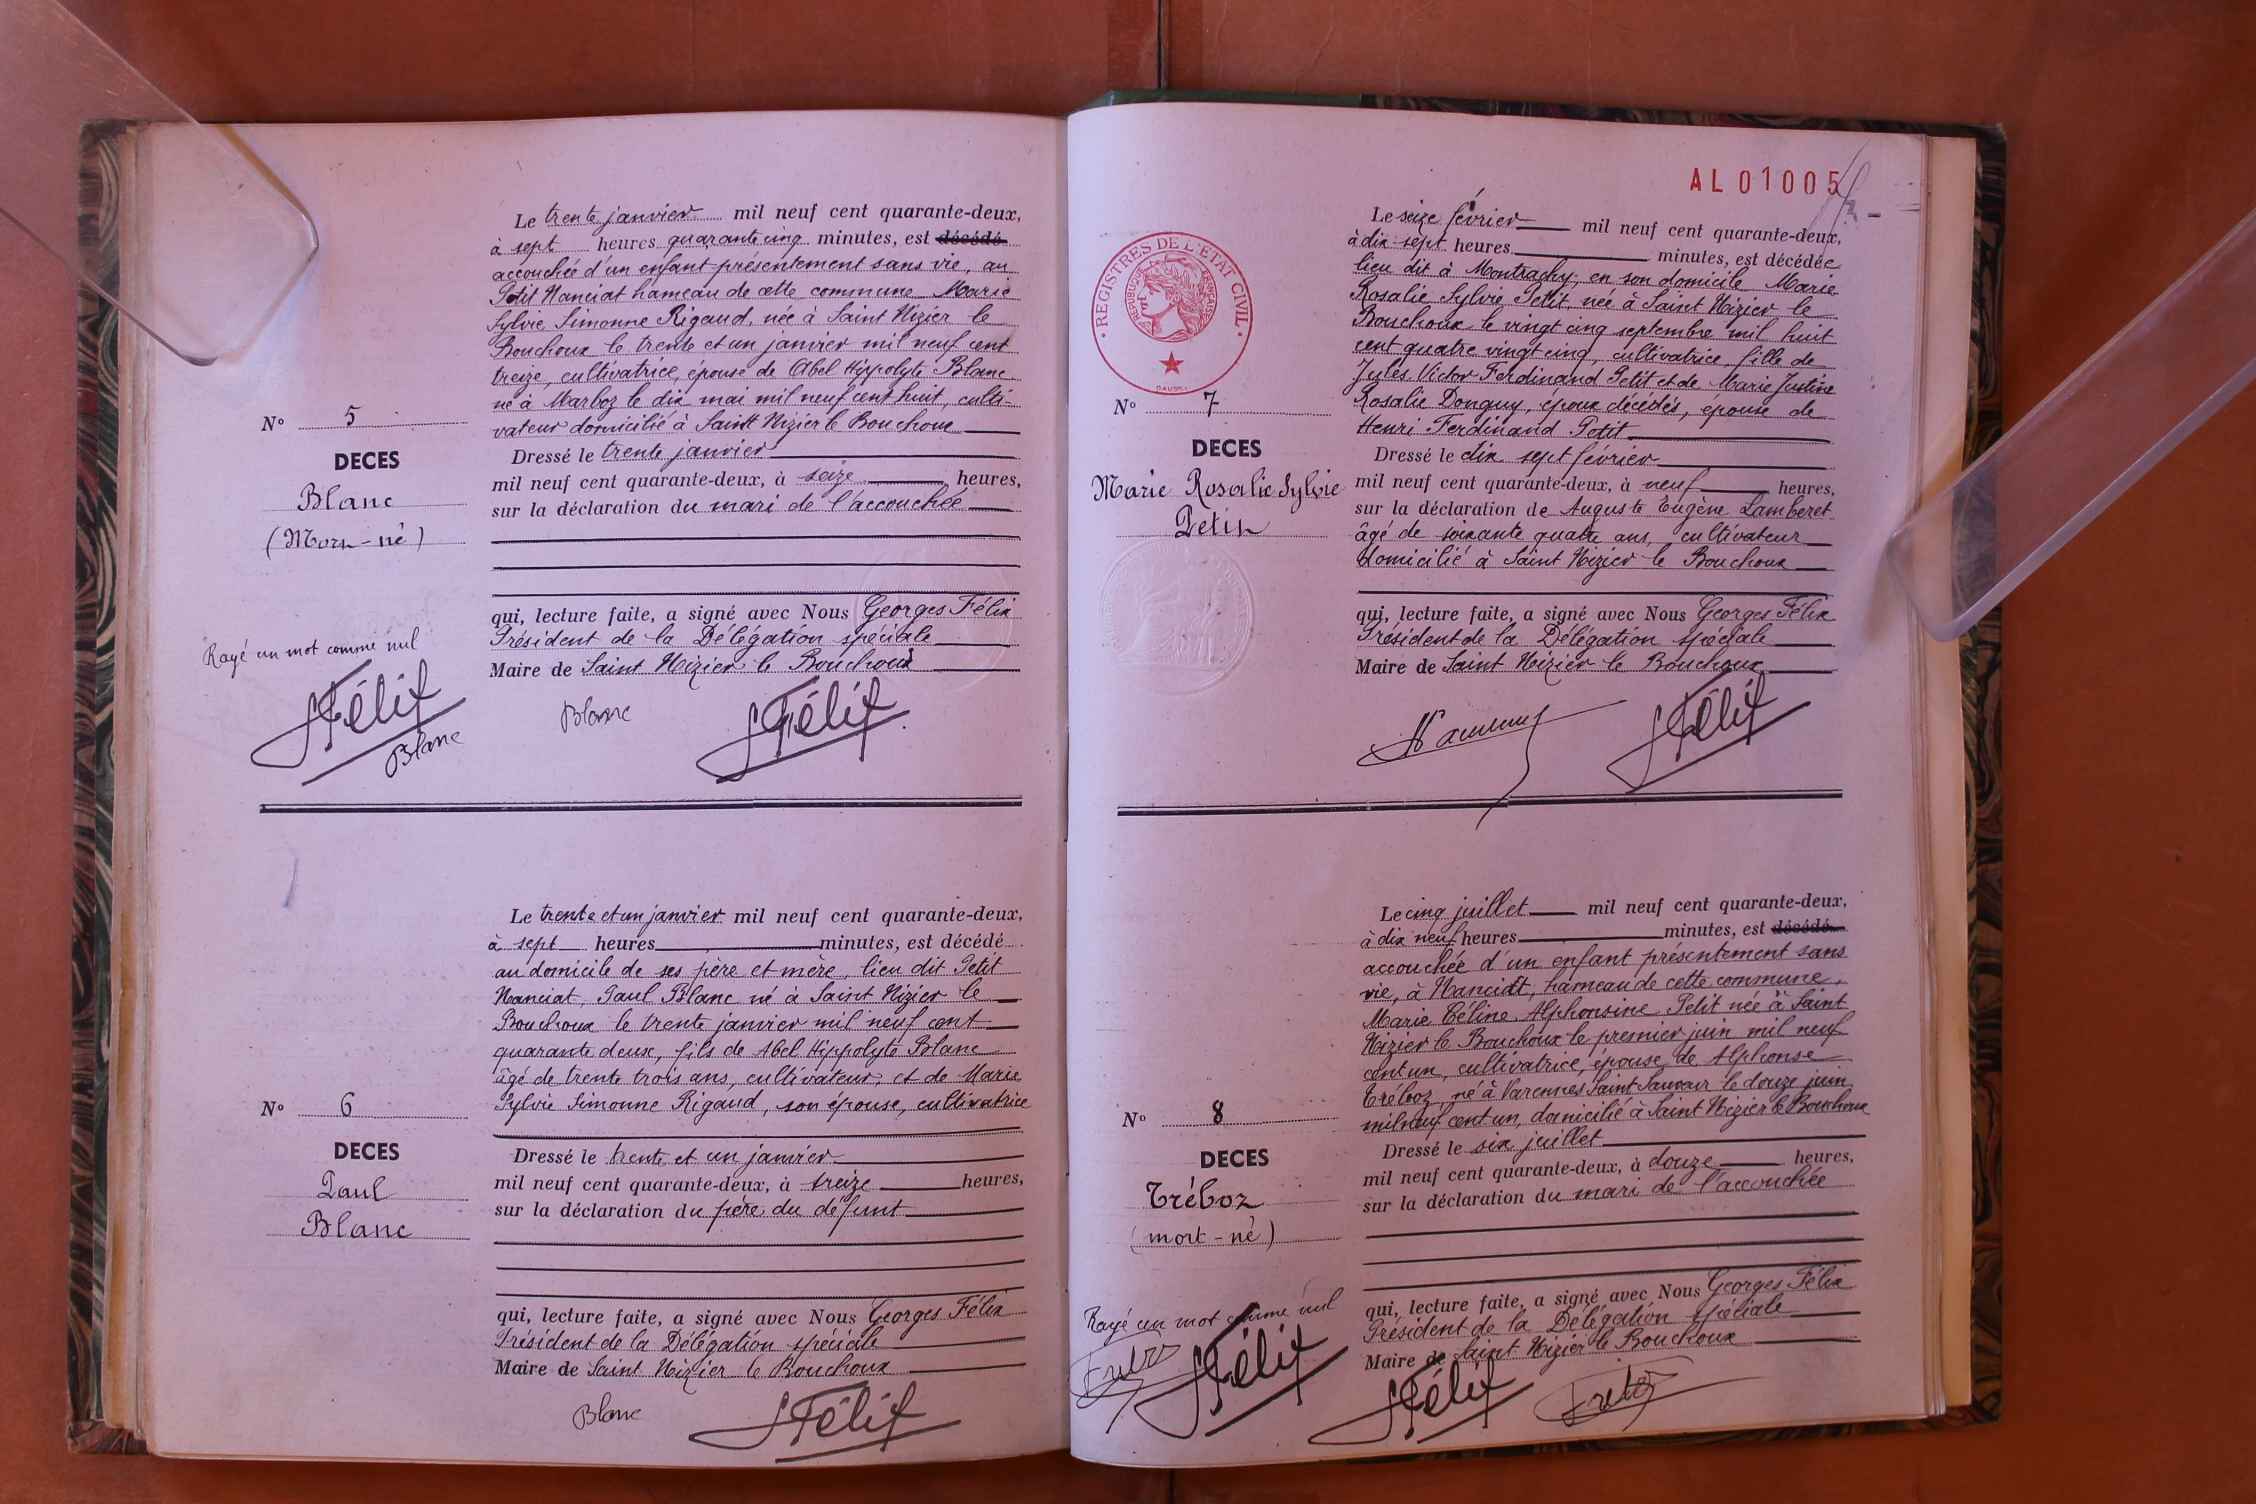 Le trente janvier mil neuf cent quarante-deux,
à sept heures quarante cinq minutes, est décédé
accouchée d'un enfant présentement sans vie, au
Petit Nanciat hameau de cette commune Marie
Sylvie Simonne Rigaud, née à Saint Nizier le
Bouchoux le trente et un janvier mil neuf cent
treize, cultivatrice, épouse de Abel Hippolyte Blanc
né à Marboz le dix mai mil neuf cent huit, culti-
vateur domicilié à Saint Nizier le Bouchoux
Dressé le trente janvier
mil neuf cent quarante-deux, à seize heures,
sur la déclaration du mari de l'accouchée
qui, lecture faite, a signé avec Nous Georges Félix
Président de la Délégation spéciale
Maire de Saint Nizier le Bouchoux
N° 5
DECES
Blanc
(Mort-né)
Rayé un mot comme nul
GFélix
Blanc
Blanc
GFélix
Le trente et un janvier mil neuf cent quarante-deux,
à sept heures minutes, est décédé
au domicile de ses père et mère, lieu dit Petit
Nanciat, Paul Blanc né à Saint Nizier le
Bouchoux le trente janvier mil neuf cent
quarante deux, fils de Abel Hippolyte Blanc
âgé de trente trois ans, cultivateur, et de Marie
Sylvie Simonne Rigaud, son épouse, cultivatrice
Dressé le trente et un janvier
mil neuf cent quarante-deux, à treize heures,
sur la déclaration du père du défunt
qui, lecture faite, a signé avec Nous Georges Félix
Président de la Délégation spéciale
Maire de Saint Nizier le Bouchoux
N° 6
DECES
Paul
Blanc
Blanc
GFélix
AL 01005
REGISTRES DE L'ETAT CIVIL
REPUBLIQUE FRANÇAISE
Le seize février mil neuf cent quarante-deux,
à dix sept heures minutes, est décédée
lieu dit à Montrachy, en son domicile Marie
Rosalie Sylvie Petit née à Saint Nizier le
Bouchoux le vingt cinq septembre mil huit
cent quatre vingt cinq, cultivatrice, fille de
Jules Victor Ferdinand Petit et de Marie Justine
Rosalie Donguy, époux décédés, épouse de
Henri Ferdinand Petit
Dressé le dix sept février
mil neuf cent quarante-deux, à neuf heures,
sur la déclaration de Auguste Eugène Lamberet
âgé de soixante quatre ans, cultivateur
domicilié à Saint Nizier le Bouchoux
qui, lecture faite, a signé avec Nous Georges Félix
Président de la Délégation spéciale
Maire de Saint Nizier le Bouchoux
N° 7
DECES
Marie Rosalie Sylvie
Petit
GFélix
Le cinq juillet mil neuf cent quarante-deux,
à dix neuf heures minutes, est décédé
accouchée d'un enfant présentement sans
vie, à Nanciat, hameau de cette commune,
Marie Céline Alphonsine Petit née à Saint
Nizier le Bouchoux le premier juin mil neuf
cent un, cultivatrice, épouse de Alphonse
Tréboz, né à Varennes Saint Sauveur le douze juin
mil neuf cent un, domicilié à Saint Nizier le Bouchoux
Dressé le six juillet
mil neuf cent quarante-deux, à douze heures,
sur la déclaration du mari de l'accouchée
qui, lecture faite, a signé avec Nous Georges Félix
Président de la Délégation spéciale
Maire de Saint Nizier le Bouchoux
N° 8
DECES
Tréboz
(mort-né)
Rayé un mot comme nul
GFélix
GFélix